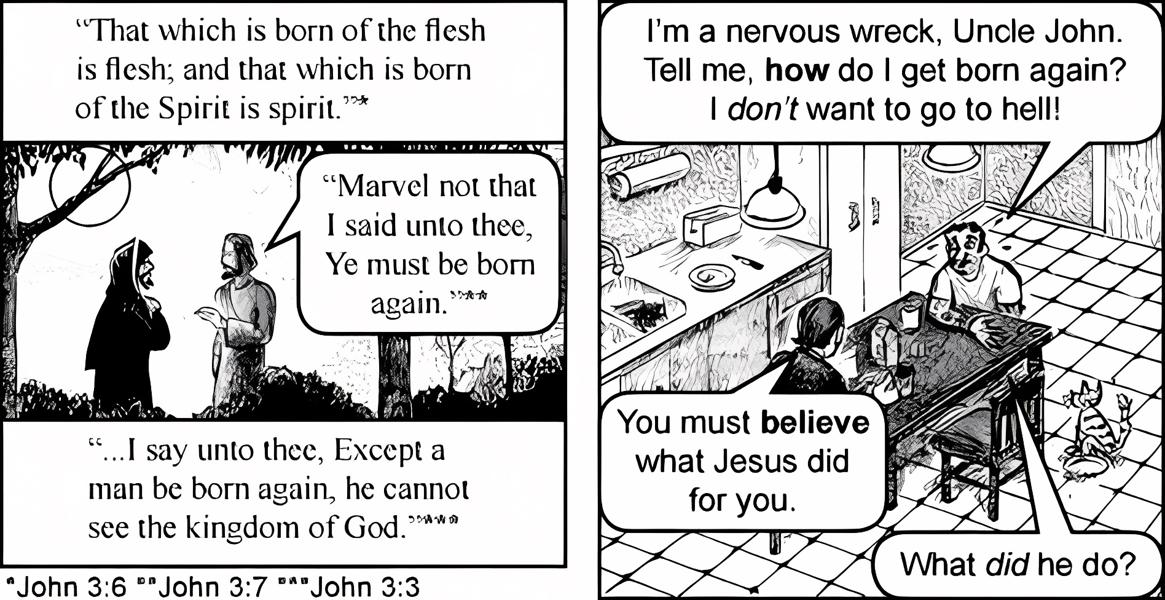 “That which is born of the flesh
is flesh; and that which is born
of the Spirit is spirit.”*
“Marvel not that
I said unto thee,
Ye must be born
again.”**
“...I say unto thee, Except a
man be born again, he cannot
see the kingdom of God.”***
*John 3:6 **John 3:7 ***John 3:3
I'm a nervous wreck, Uncle John.
Tell me, how do I get born again?
I don't want to go to hell!
You must believe
what Jesus did
for you.
What did he do?